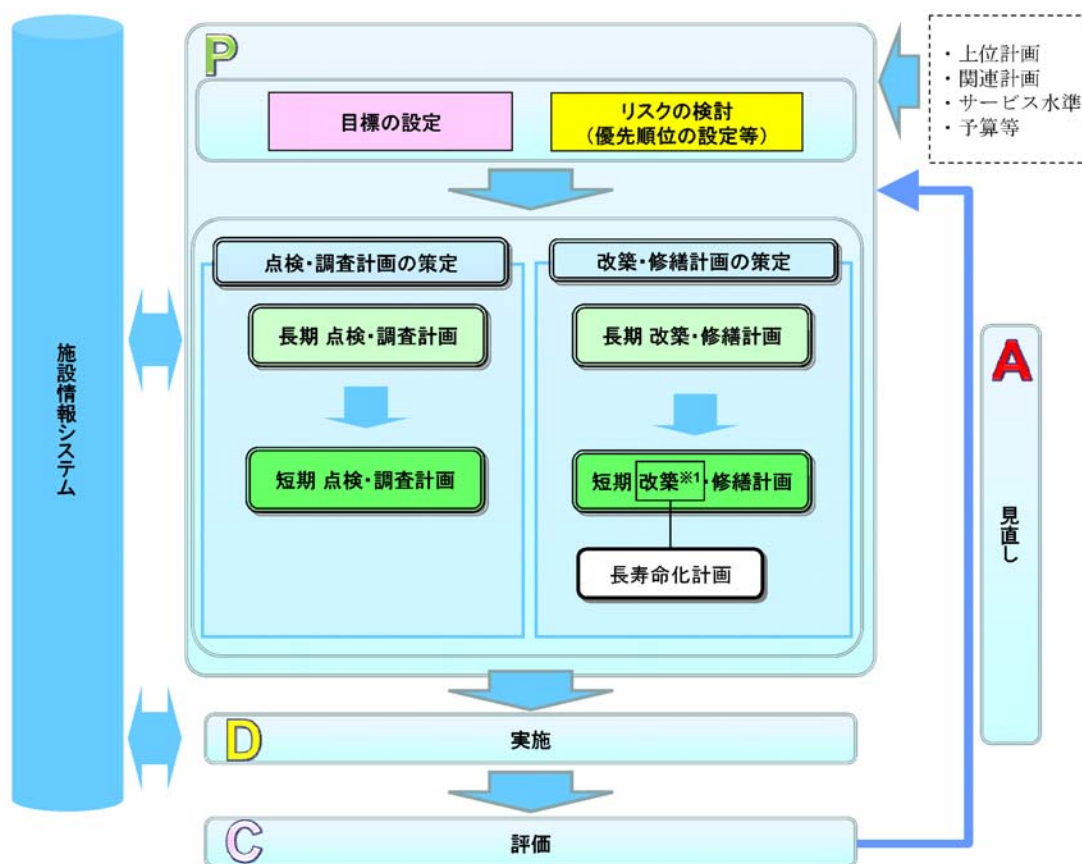 P
・上位計画
・関連計画
・サービス水準
・予算等
目標の設定
リスクの検討
（優先順位の設定等）
点検・調査計画の策定
改築・修繕計画の策定
長期 点検・調査計画
長期 改築・修繕計画
短期 点検・調査計画
短期 改築※1・修繕計画
長寿命化計画
施設情報システム
A
見直し
D
実施
C
評価